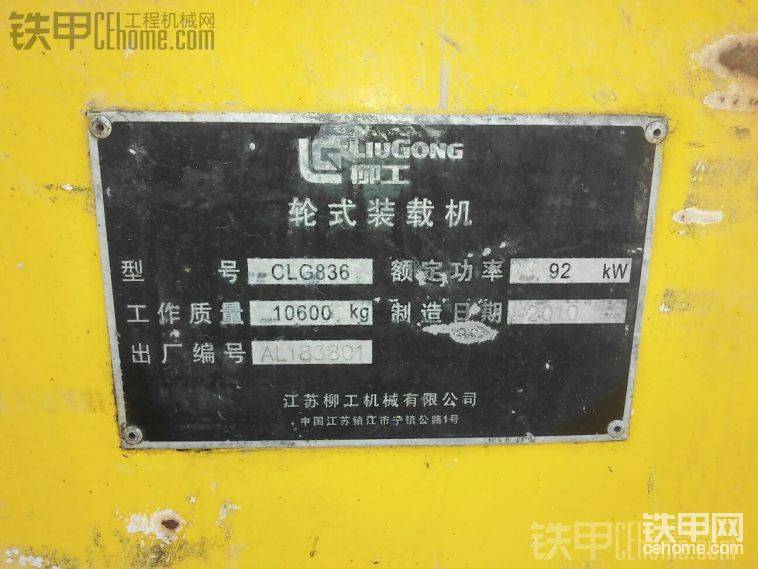 铁甲 工程机械网
CEhome.com
LIUGONG
柳工
轮式装载机
型 号 CLG836 额定功率 92 kW
工作质量 10600 kg 制造日期 2010
出厂编号 AL183801
江苏柳工机械有限公司
中国江苏镇江市宁镇公路1号
铁甲网
cehome.com